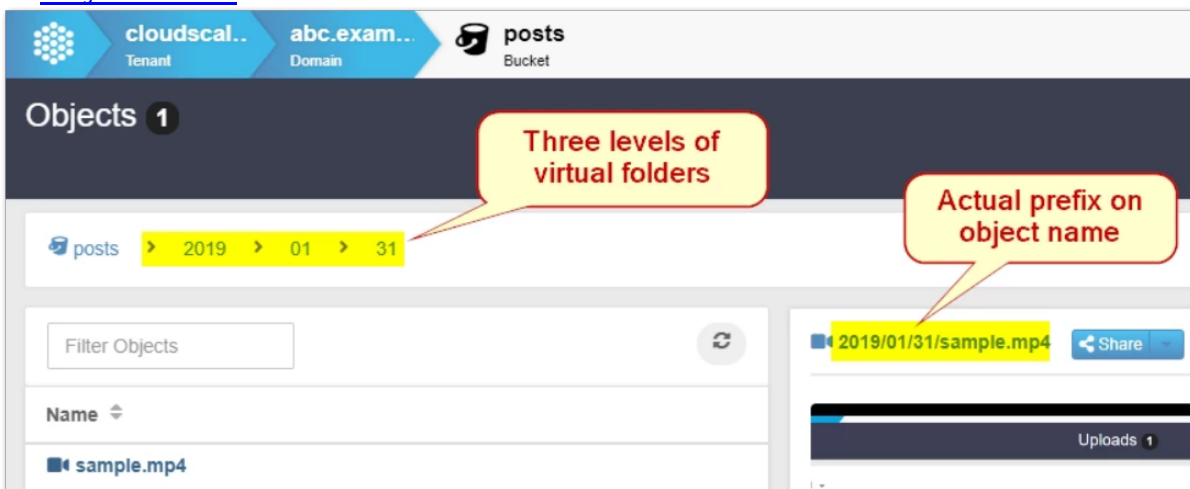 cloudscal..
Tenant
abc.exam...
Domain
posts
Bucket
Objects 1
Three levels of
virtual folders
Actual prefix on
object name
posts > 2019 > 01 > 31
Filter Objects
2019/01/31/sample.mp4
Share
Name
Uploads 1
sample.mp4